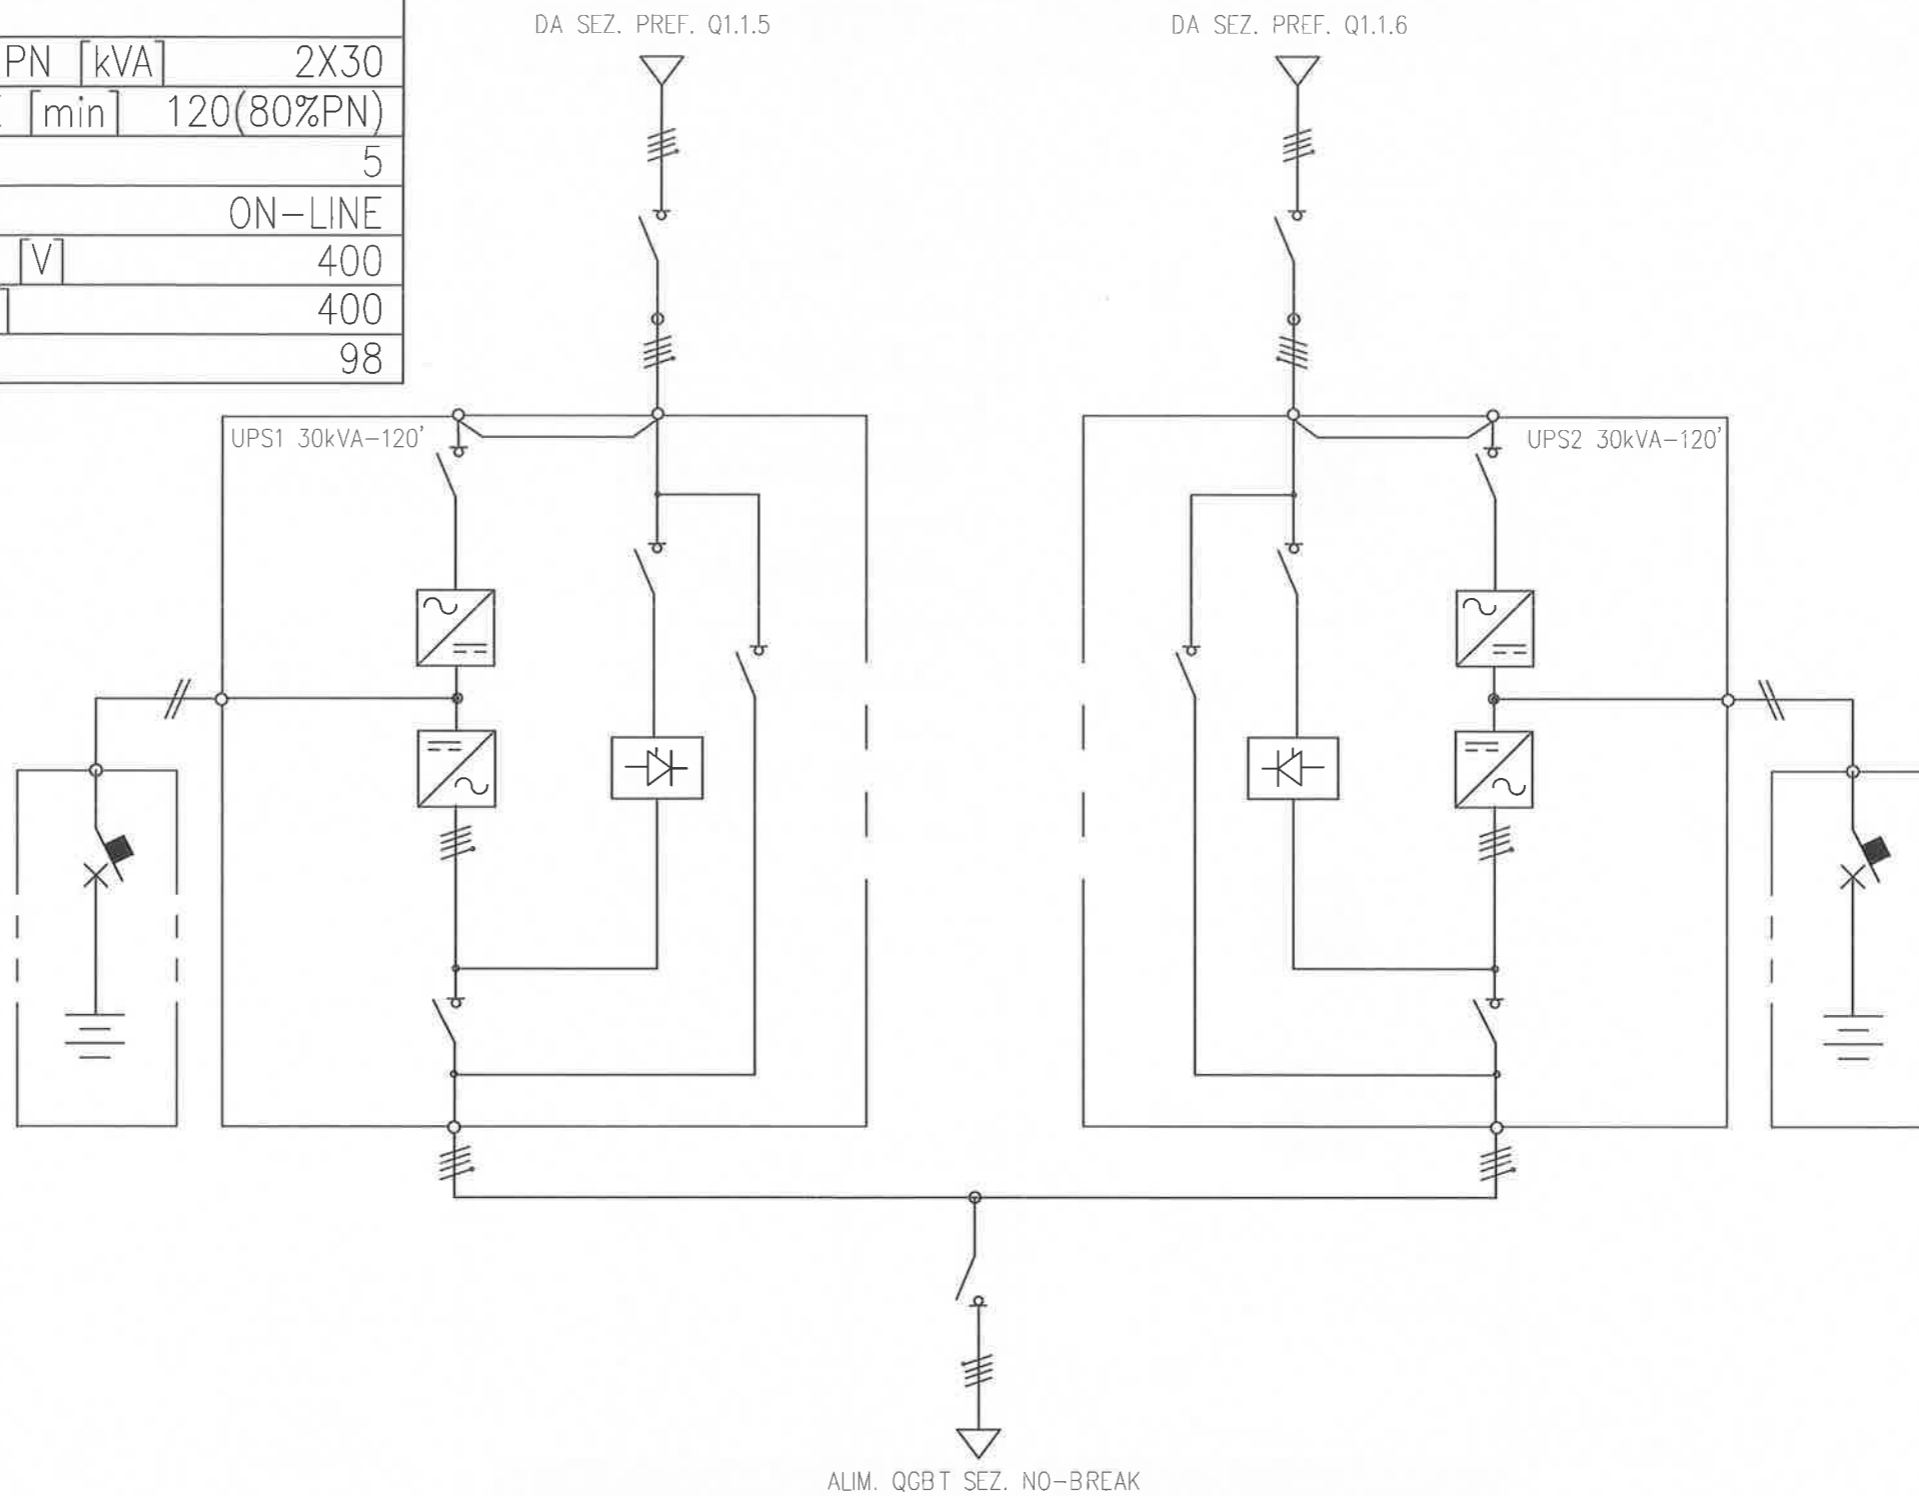 DA SEZ. PREF. Q1.1.5
DA SEZ. PREF. Q1.1.6
PN [kVA] 2X30
[min] 120(80%PN)
5
ON-LINE
[V] 400
] 400
98
UPS1 30kVA-120'
UPS2 30kVA-120'
ALIM. QGBT SEZ. NO-BREAK